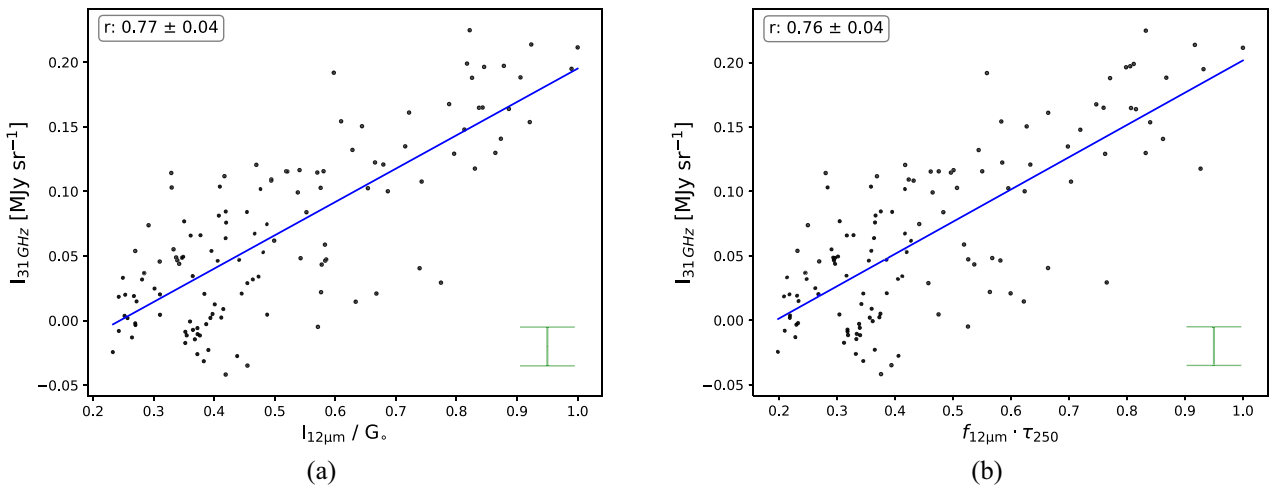 r: 0.77 ± 0.04
0.20
0.15
0.10
0.05
0.00
−0.05
I31 GHz [MJy sr−1]
0.2 0.3 0.4 0.5 0.6 0.7 0.8 0.9 1.0
I12μm / G∘
(a)
r: 0.76 ± 0.04
0.20
0.15
0.10
0.05
0.00
−0.05
I31 GHz [MJy sr−1]
0.2 0.3 0.4 0.5 0.6 0.7 0.8 0.9 1.0
f12μm · τ250
(b)